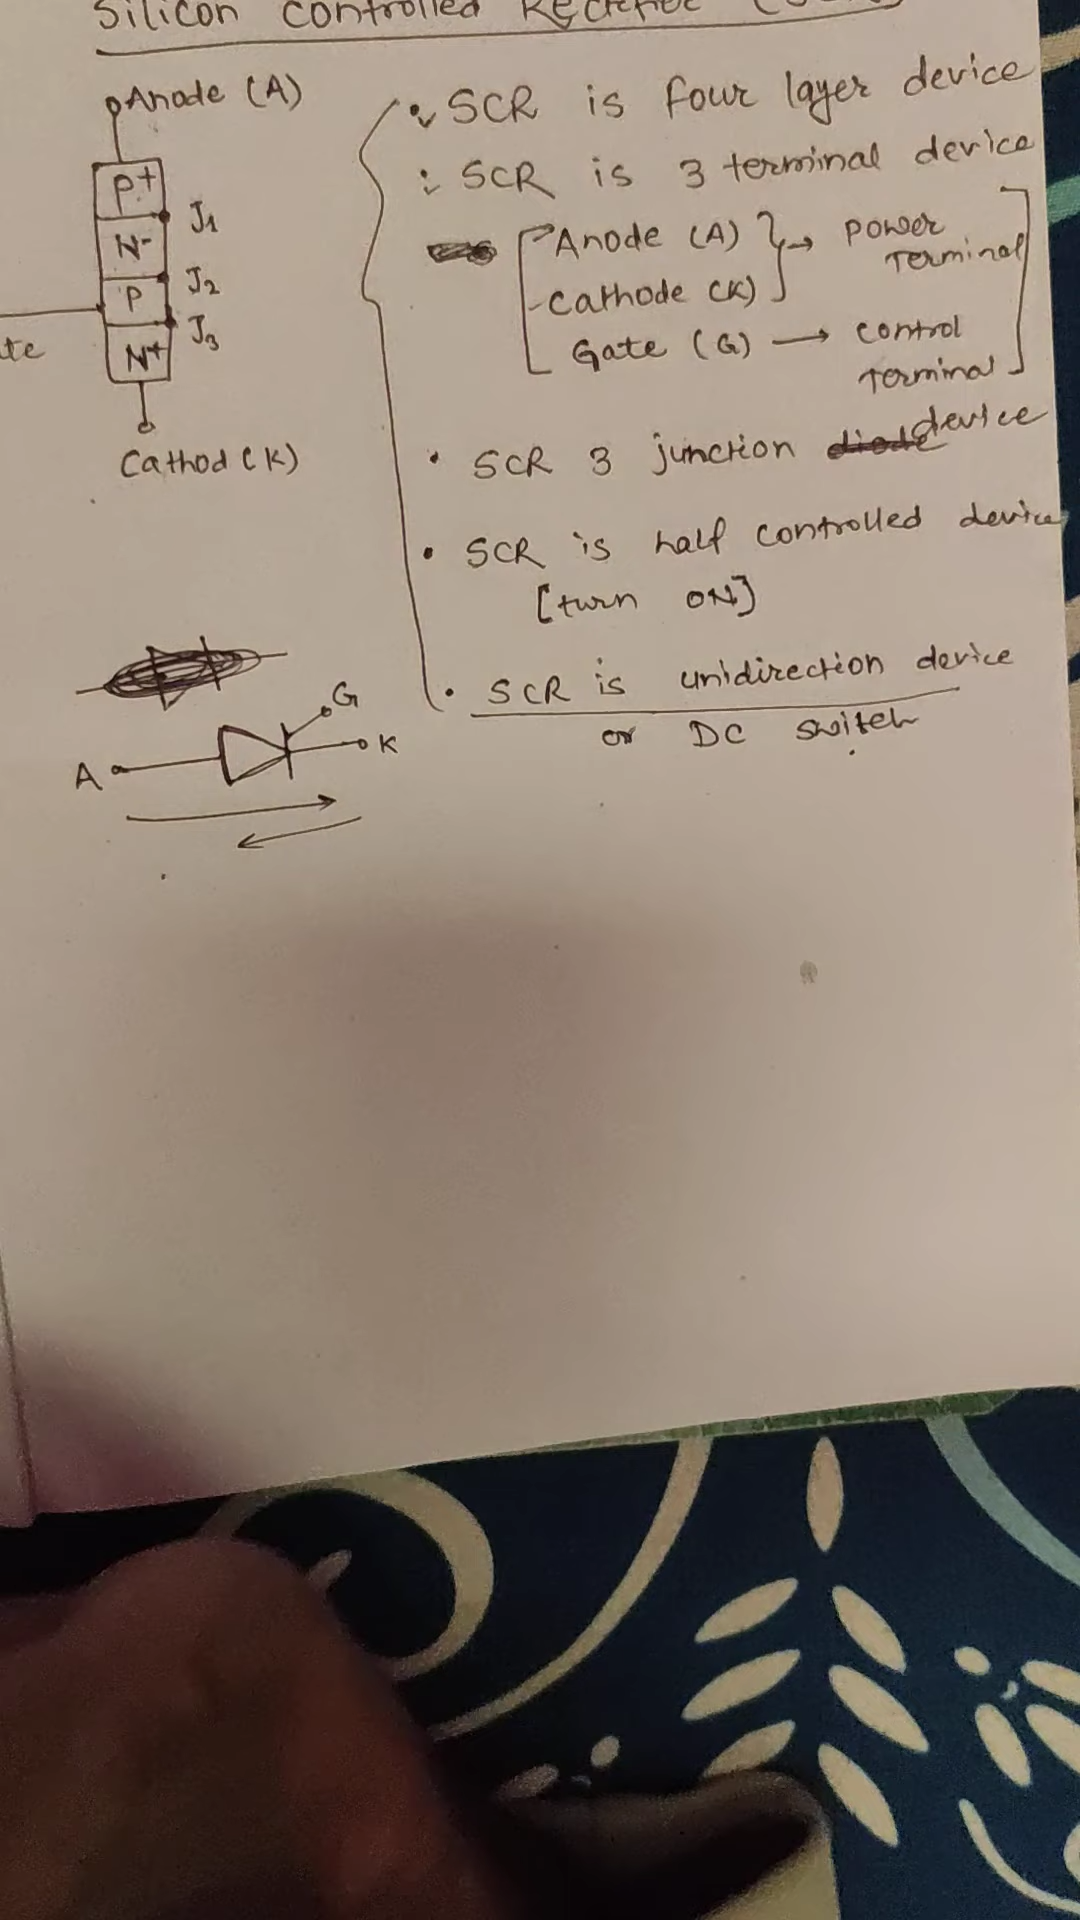 Silicon Controlled
Anode (A)
P+
J1
N-
J2
P
J3
N+
Cathod (K)
SCR is four layer device
SCR is 3 terminal device
Anode (A) → power terminal
Cathode (K)
Gate (G) → control terminal
SCR 3 junction device
SCR is half controlled device
[turn ON]
SCR is unidirection device
or DC switch
G
A K